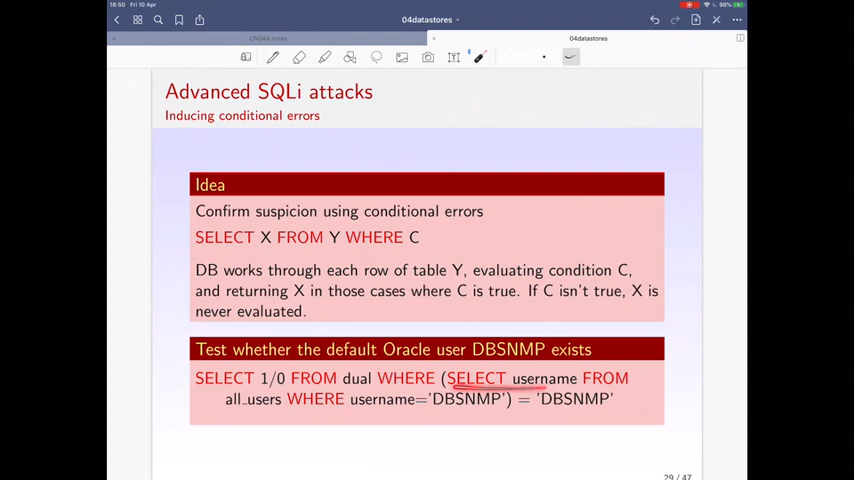 18:50 Fri 10 Apr
98%
04datastores
CN344 notes
04datastores
Advanced SQLi attacks
Inducing conditional errors
Idea
Confirm suspicion using conditional errors
SELECT X FROM Y WHERE C
DB works through each row of table Y, evaluating condition C,
and returning X in those cases where C is true. If C isn't true, X is
never evaluated.
Test whether the default Oracle user DBSNMP exists
SELECT 1/0 FROM dual WHERE (SELECT username FROM
all_users WHERE username='DBSNMP') = 'DBSNMP'
29 / 47